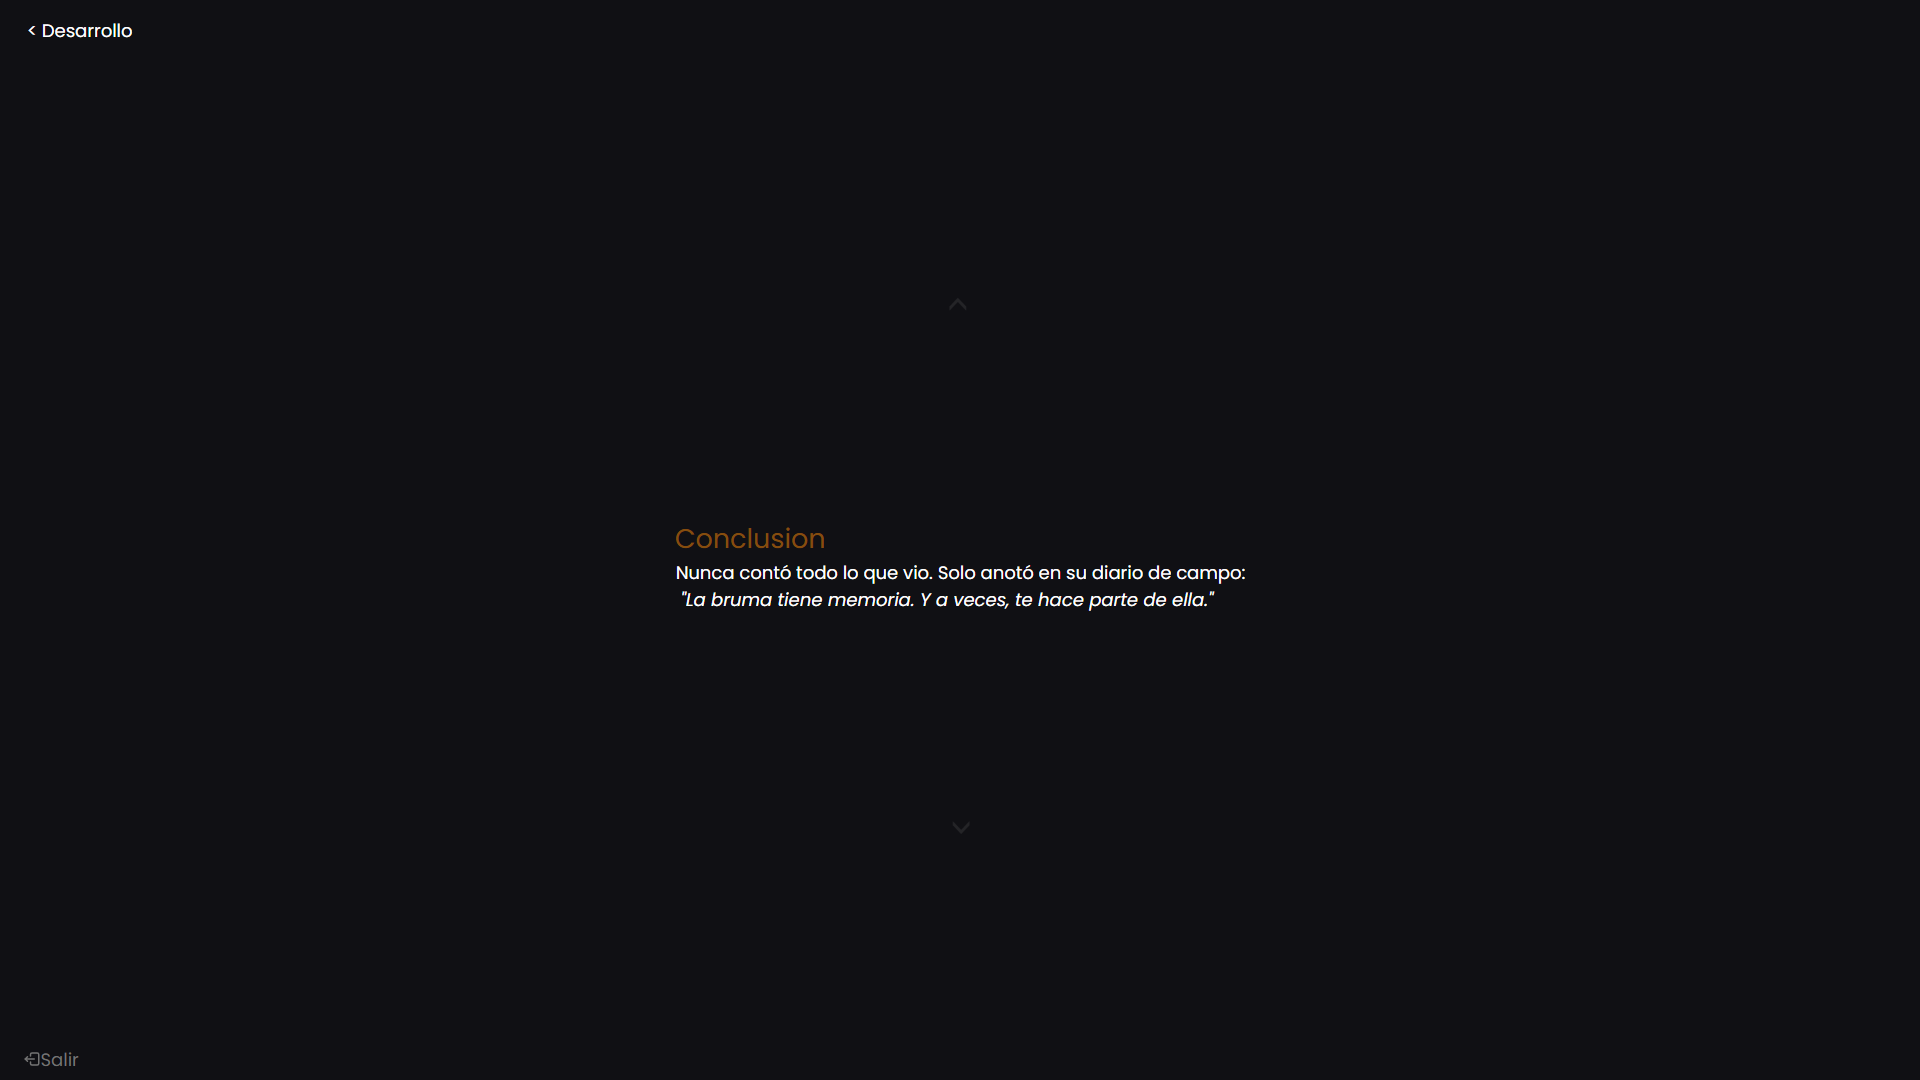 < Desarrollo
Conclusion
Nunca contó todo lo que vio. Solo anotó en su diario de campo:
"La bruma tiene memoria. Y a veces, te hace parte de ella."
Salir